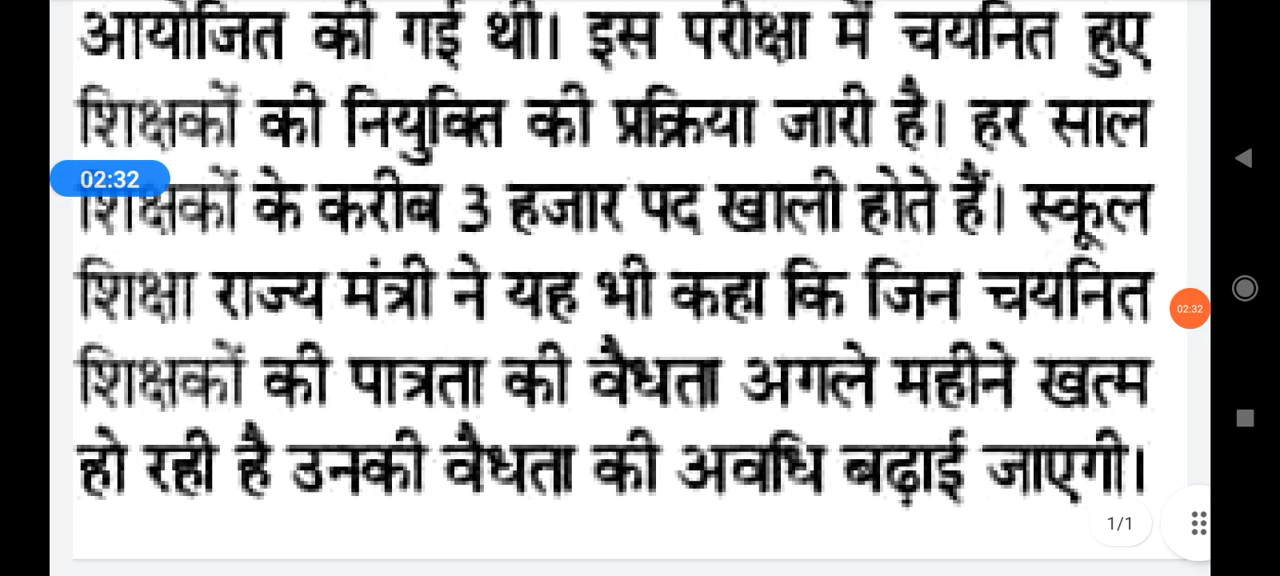 आयोजित की गई थी। इस परीक्षा में चयनित हुए
शिक्षकों की नियुक्ति की प्रक्रिया जारी है। हर साल
02:32
शिक्षकों के करीब 3 हजार पद खाली होते हैं। स्कूल
शिक्षा राज्य मंत्री ने यह भी कहा कि जिन चयनित
02:32
शिक्षकों की पात्रता की वैधता अगले महीने खत्म
हो रही है उनकी वैधता की अवधि बढ़ाई जाएगी।
1/1